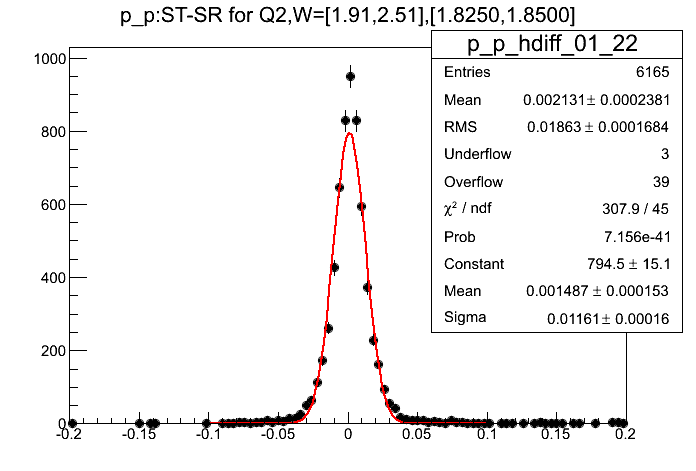 p_p:ST-SR for Q2,W=[1.91,2.51],[1.8250,1.8500]
p_p_hdiff_01_22
Entries 6165
Mean 0.002131± 0.0002381
RMS 0.01863± 0.0001684
Underflow 3
Overflow 39
χ² / ndf 307.9 / 45
Prob 7.156e-41
Constant 794.5 ± 15.1
Mean 0.001487 ± 0.000153
Sigma 0.01161± 0.00016
1000
800
600
400
200
0
-0.2 -0.15 -0.1 -0.05 0 0.05 0.1 0.15 0.2